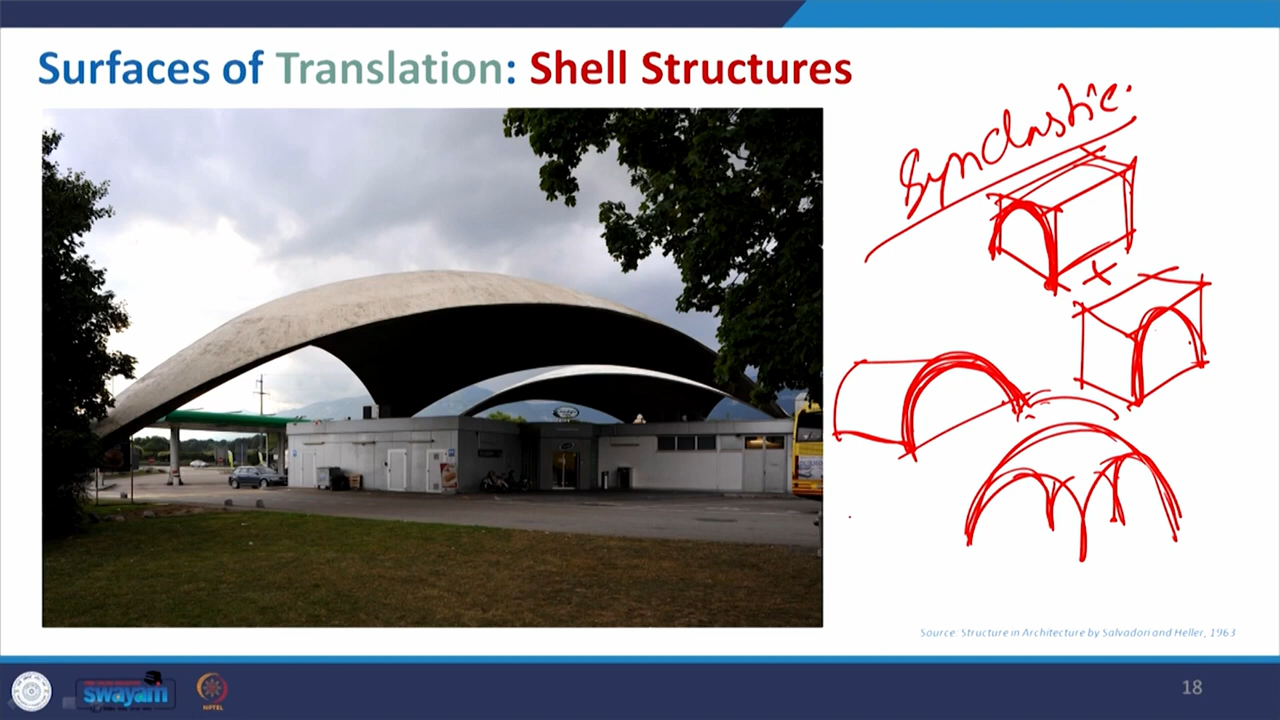 Surfaces of Translation: Shell Structures
Synclastic.
Source: Structure in Architecture by Salvadori and Heller, 1963
swayam
NPTEL
18